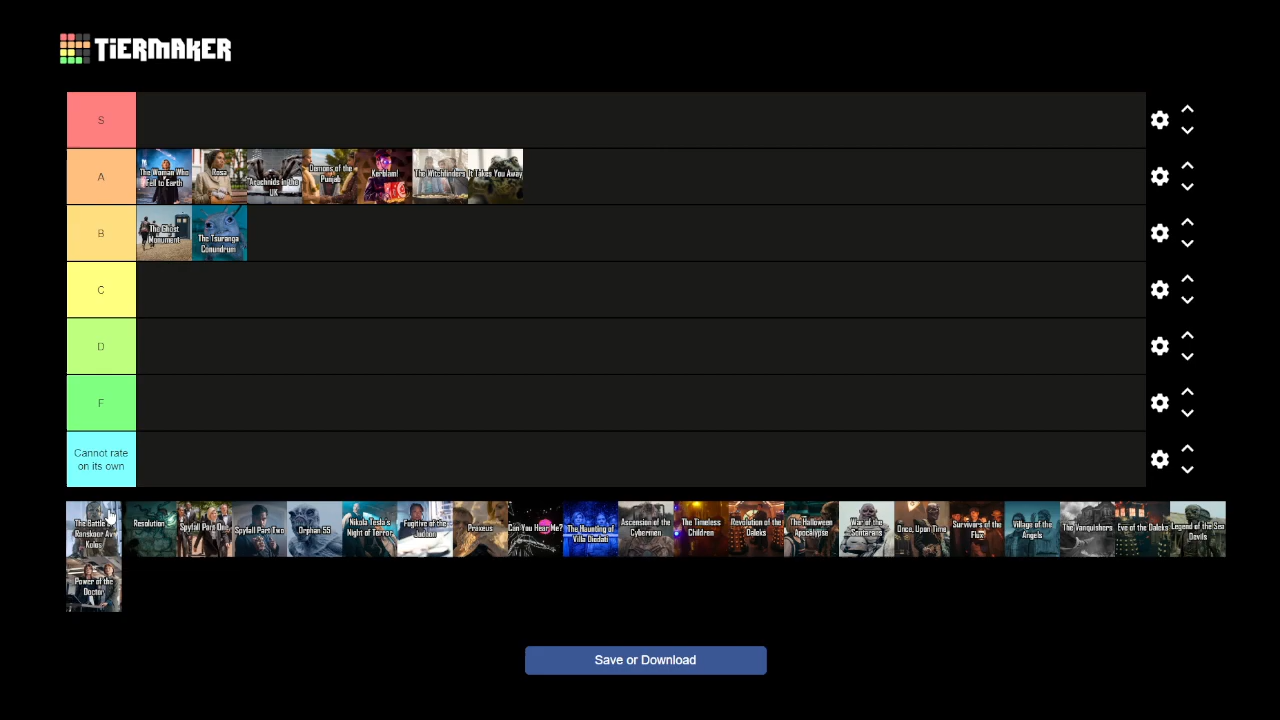 TiERMAKER
S
A
The Woman Who
Fell to Earth
Rosa
Arachnids in the
UK
Demons of the
Punjab
Kerblam!
The Witchfinders
It Takes You Away
B
The Ghost
Monument
The Tsuranga
Conundrum
C
D
F
Cannot rate
on its own
The Battle of
Ranskoor Av
Kolos
Resolution
Spyfall Part One
Spyfall Part Two
Orphan 55
Nikola Tesla's
Night of Terror
Fugitive of the
Judoon
Praxeus
Can You Hear Me?
The Haunting of
Villa Diodati
Ascension of the
Cybermen
The Timeless
Children
Revolution of the
Daleks
The Halloween
Apocalypse
War of the
Sontarans
Once, Upon Time
Survivors of the
Flux
Village of the
Angels
The Vanquishers
Eve of the Daleks
Legend of the Sea
Devils
Power of the
Doctor
Save or Download